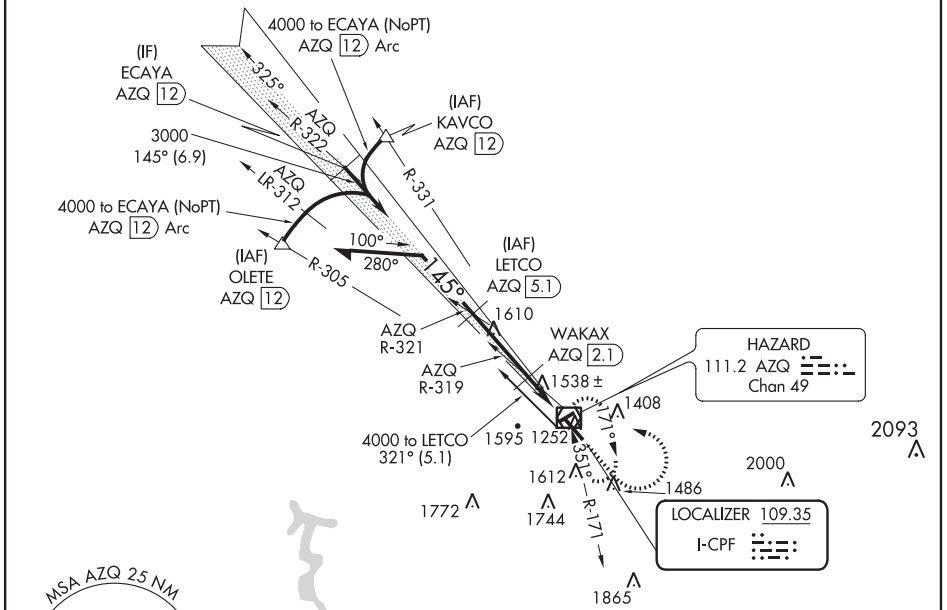 4000 to ECAYA (NoPT)
AZQ 12 Arc
(IF)
ECAYA
AZQ 12
325°
AZQ
R-322
(IAF)
KAVCO
AZQ 12
3000
145° (6.9)
R-331
AZQ
LR-312
4000 to ECAYA (NoPT)
AZQ 12 Arc
(IAF)
OLETE
AZQ 12
R-305
100°
280°
145°
(IAF)
LETCO
AZQ 5.1
1610
AZQ
R-321
WAKAX
AZQ 2.1
AZQ
R-319
1538 ±
HAZARD
111.2 AZQ
Chan 49
4000 to LETCO
321° (5.1)
1595
1252
171°
1408
2093
351°
1612
1486
2000
R-171
1772
1744
LOCALIZER 109.35
I-CPF
1865
MSA AZQ 25 NM